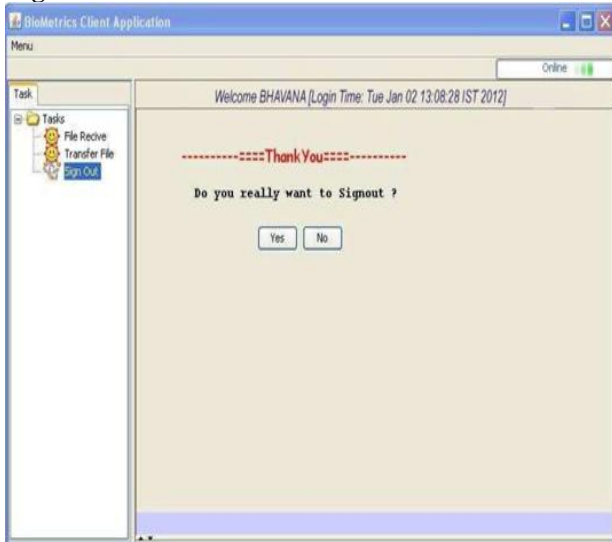 BioMetrics Client Application
Menu
Online
Task
Welcome BHAVANA [Login Time: Tue Jan 02 13:08:28 IST 2012]
Tasks
File Recive
Transfer File
Sign Out
----------====ThankYou====----------
Do you really want to Signout ?
Yes No